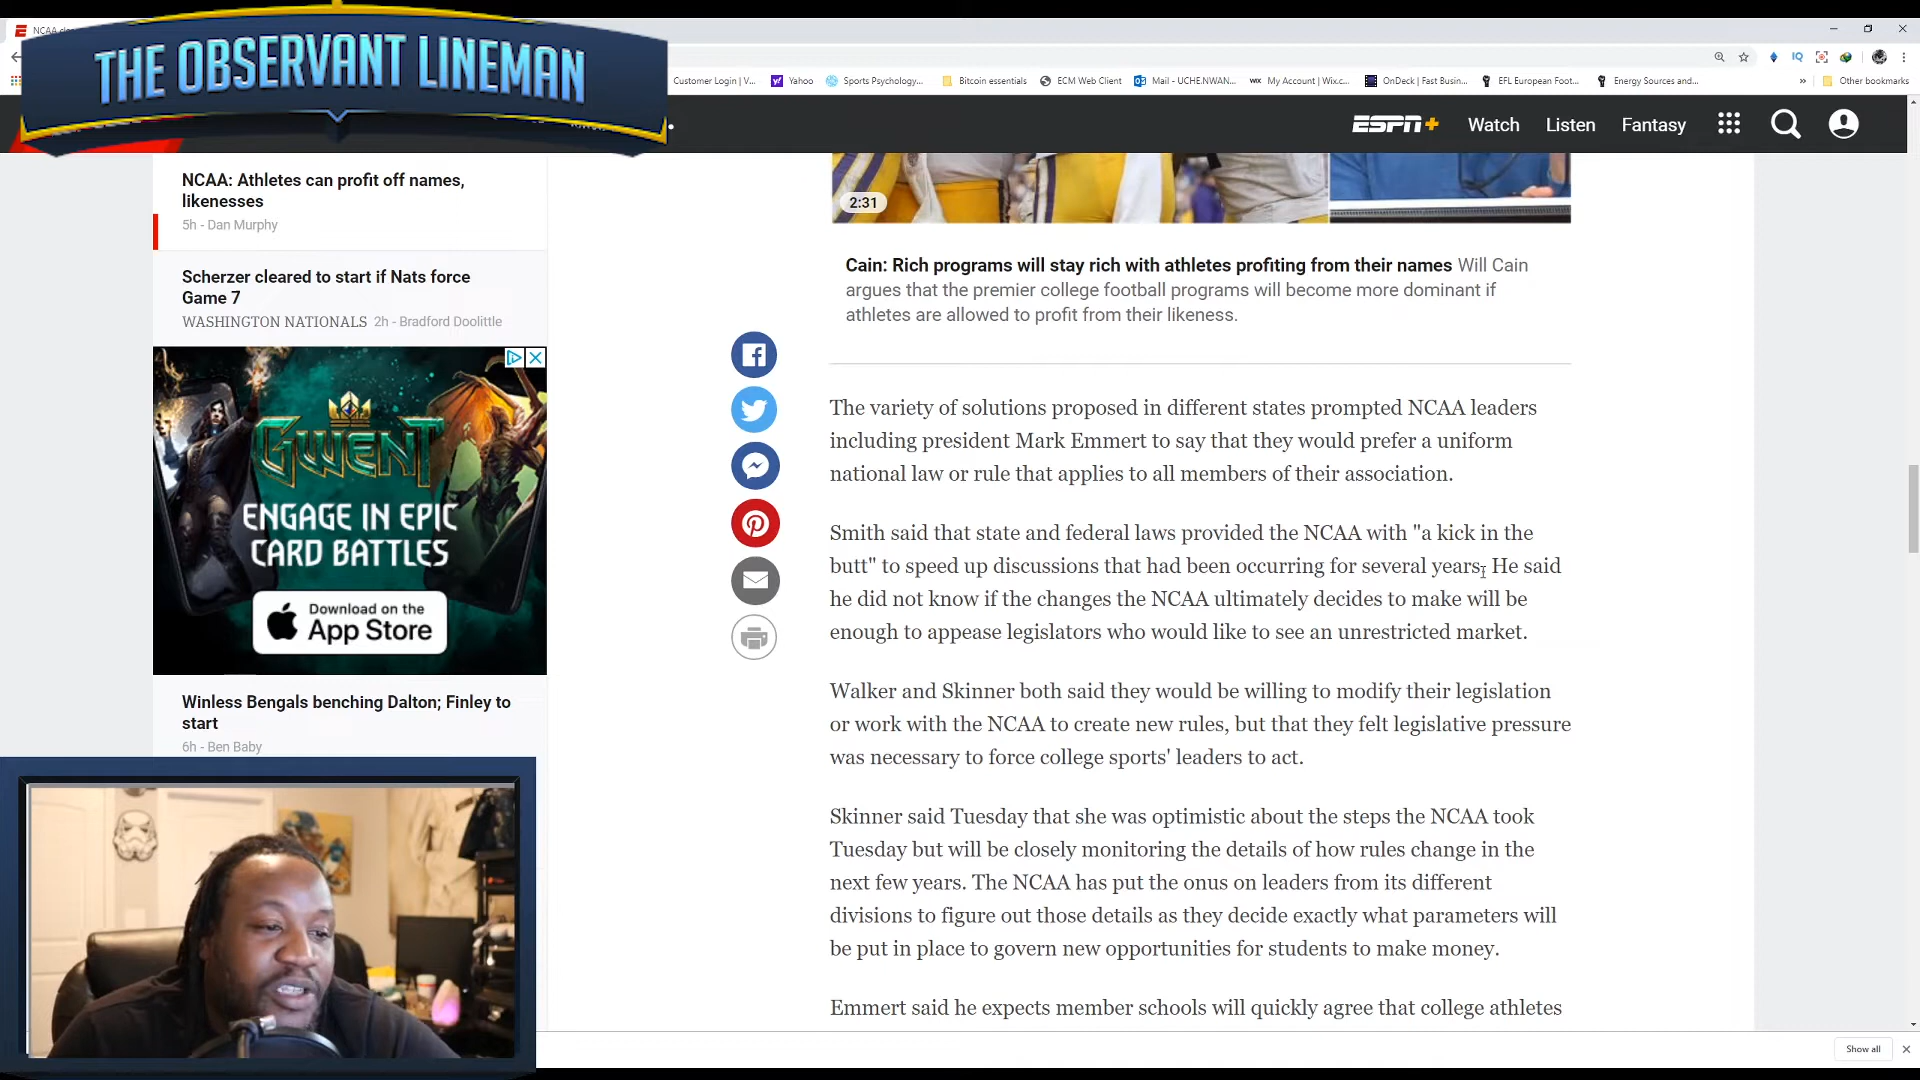 THE OBSERVANT LINEMAN
Customer Login | V...
Yahoo
Sports Psychology...
Bitcoin essentials
ECM Web Client
Mail - UCHE.NWAN...
WIX My Account | Wix.c...
OnDeck | Fast Busin...
EFL European Foot...
Energy Sources and...
»
Other bookmarks
ESPN+
Watch
Listen
Fantasy
NCAA: Athletes can profit off names,
likenesses
5h - Dan Murphy
Scherzer cleared to start if Nats force
Game 7
WASHINGTON NATIONALS 2h - Bradford Doolittle
GWENT
ENGAGE IN EPIC
CARD BATTLES
Download on the
App Store
Winless Bengals benching Dalton; Finley to
start
6h - Ben Baby
2:31
Cain: Rich programs will stay rich with athletes profiting from their names Will Cain
argues that the premier college football programs will become more dominant if
athletes are allowed to profit from their likeness.
The variety of solutions proposed in different states prompted NCAA leaders
including president Mark Emmert to say that they would prefer a uniform
national law or rule that applies to all members of their association.
Smith said that state and federal laws provided the NCAA with "a kick in the
butt" to speed up discussions that had been occurring for several years. He said
he did not know if the changes the NCAA ultimately decides to make will be
enough to appease legislators who would like to see an unrestricted market.
Walker and Skinner both said they would be willing to modify their legislation
or work with the NCAA to create new rules, but that they felt legislative pressure
was necessary to force college sports' leaders to act.
Skinner said Tuesday that she was optimistic about the steps the NCAA took
Tuesday but will be closely monitoring the details of how rules change in the
next few years. The NCAA has put the onus on leaders from its different
divisions to figure out those details as they decide exactly what parameters will
be put in place to govern new opportunities for students to make money.
Emmert said he expects member schools will quickly agree that college athletes
Show all